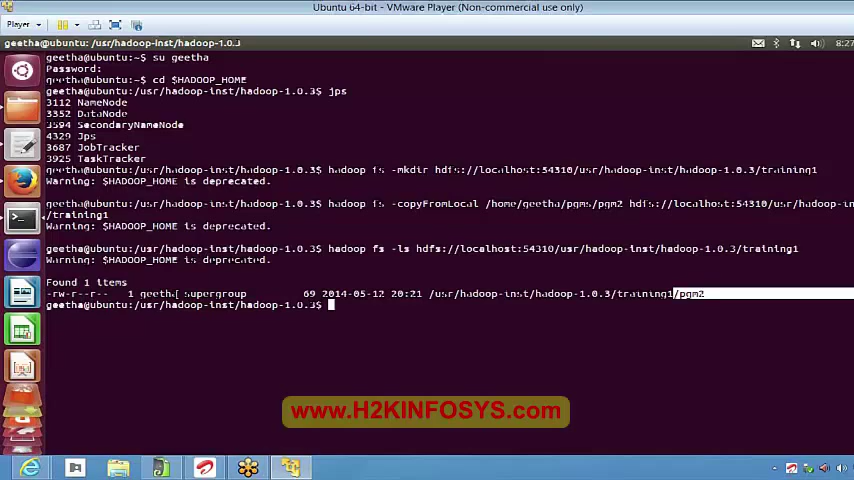 Ubuntu 64-bit - VMware Player (Non-commercial use only)
Player
geetha@ubuntu: /usr/hadoop-inst/hadoop-1.0.3
8:27
geetha@ubuntu:~$ su geetha
Password:
geetha@ubuntu:~$ cd $HADOOP_HOME
geetha@ubuntu:/usr/hadoop-inst/hadoop-1.0.3$ jps
3112 NameNode
3352 DataNode
3594 SecondaryNameNode
4329 Jps
3687 JobTracker
3925 TaskTracker
geetha@ubuntu:/usr/hadoop-inst/hadoop-1.0.3$ hadoop fs -mkdir hdfs://localhost:54310/usr/hadoop-inst/hadoop-1.0.3/training1
Warning: $HADOOP_HOME is deprecated.
geetha@ubuntu:/usr/hadoop-inst/hadoop-1.0.3$ hadoop fs -copyFromLocal /home/geetha/pgms/pgm2 hdfs://localhost:54310/usr/hadoop-in
/training1
Warning: $HADOOP_HOME is deprecated.
geetha@ubuntu:/usr/hadoop-inst/hadoop-1.0.3$ hadoop fs -ls hdfs://localhost:54310/usr/hadoop-inst/hadoop-1.0.3/training1
Warning: $HADOOP_HOME is deprecated.
Found 1 items
-rw-r--r-- 1 geetha supergroup 69 2014-05-12 20:21 /usr/hadoop-inst/hadoop-1.0.3/training1/pgm2
geetha@ubuntu:/usr/hadoop-inst/hadoop-1.0.3$
www.H2KINFOSYS.com